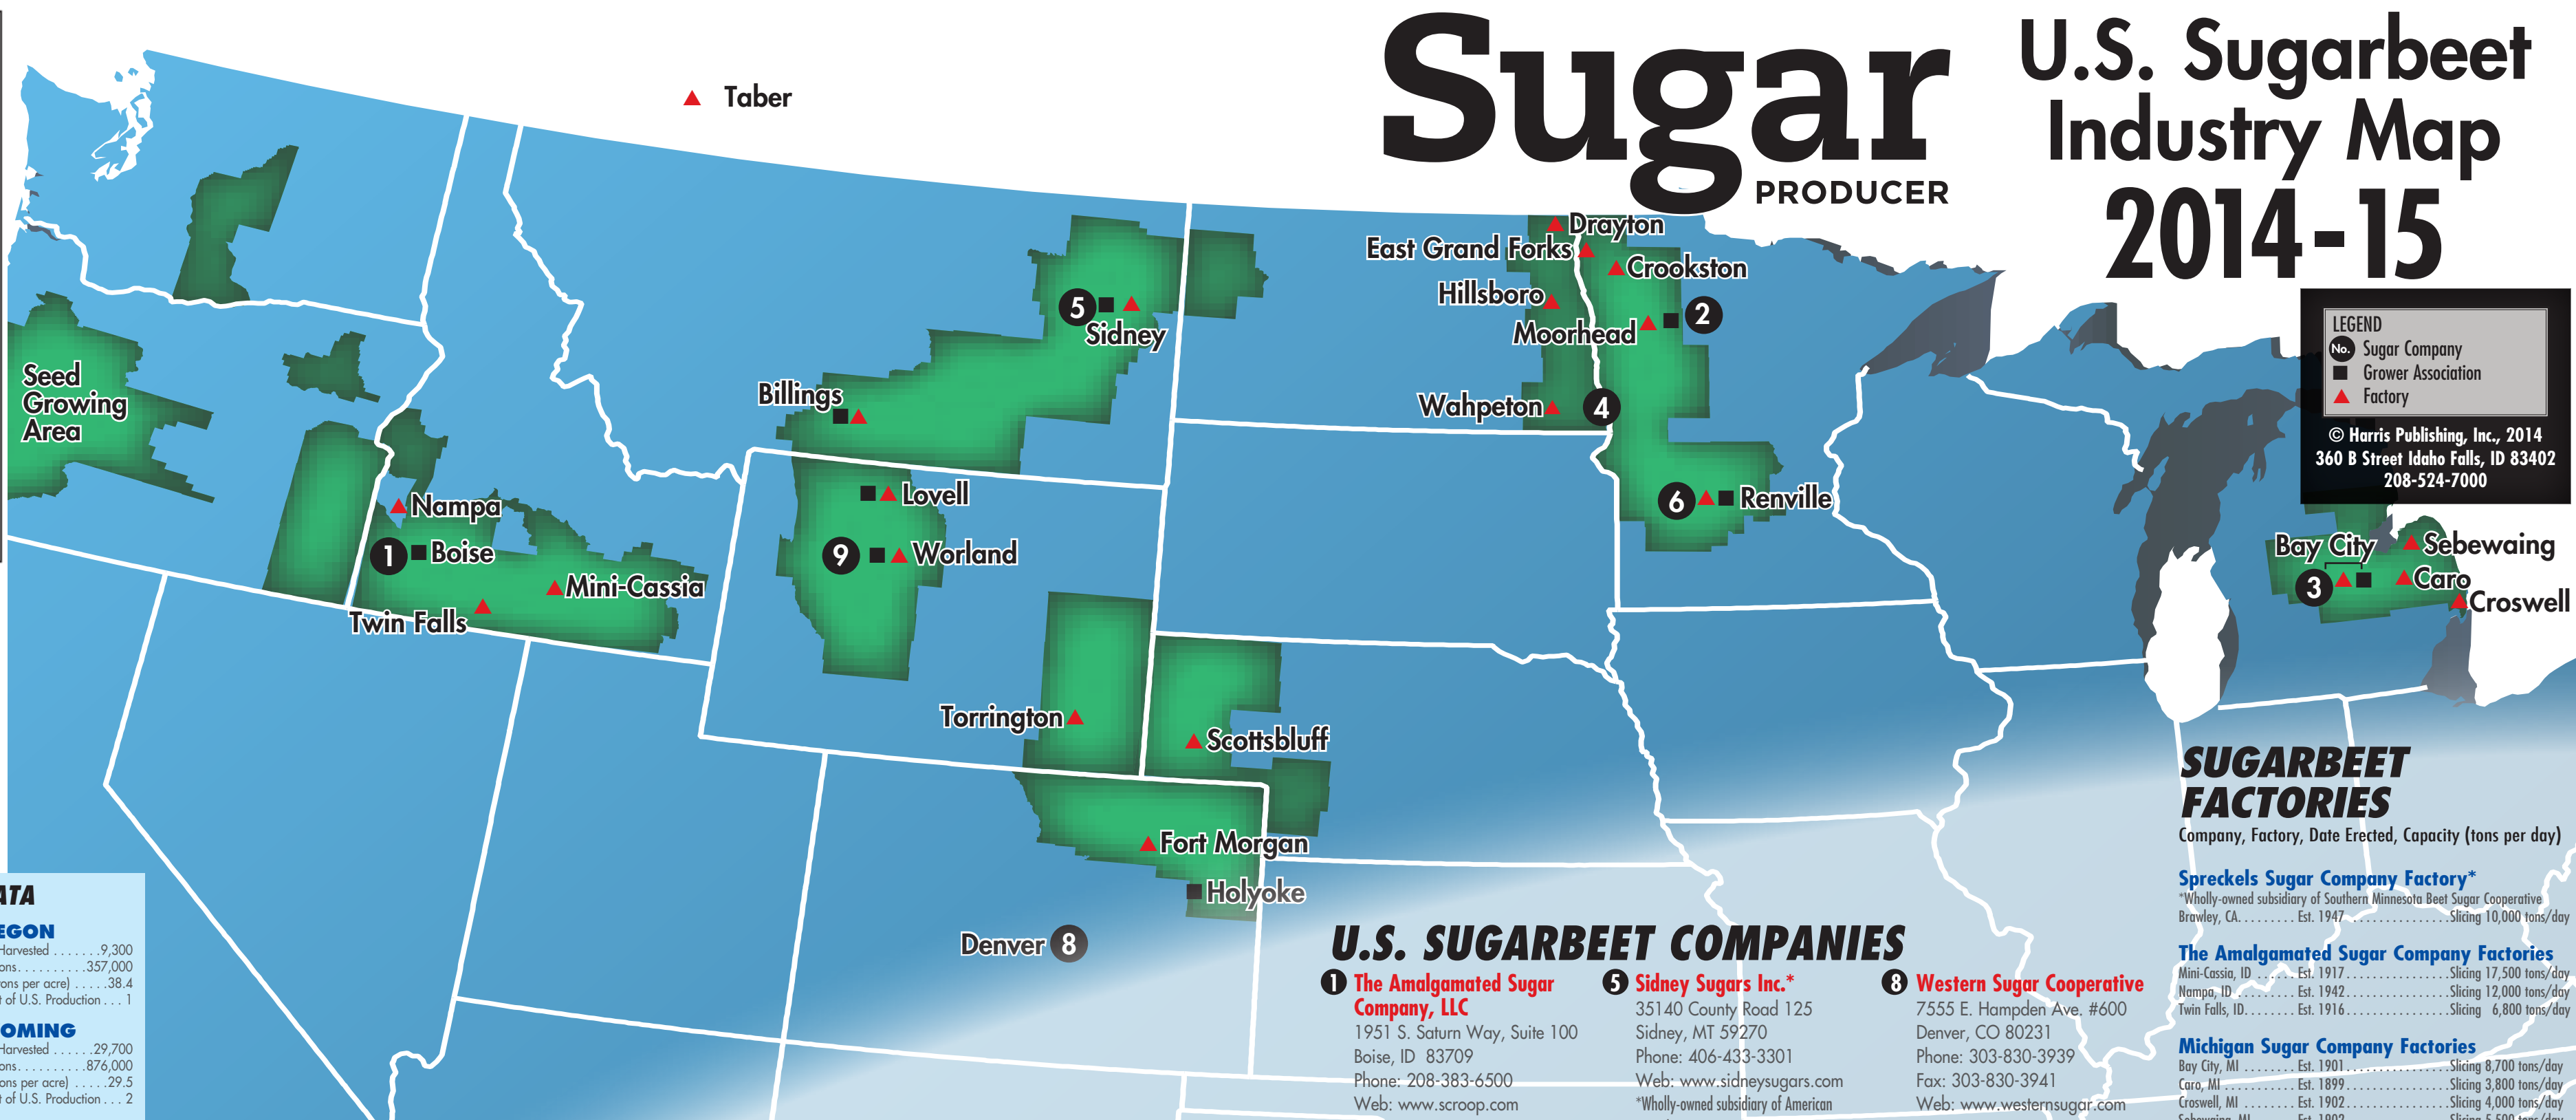 Sugar
PRODUCER
U.S. Sugarbeet
Industry Map
2014-15
Taber
LEGEND
No. Sugar Company
Grower Association
Factory
© Harris Publishing, Inc., 2014
360 B Street Idaho Falls, ID 83402
208-524-7000
Seed
Growing
Area
Nampa
1 Boise
Mini-Cassia
Twin Falls
5
Sidney
Billings
Lovell
9 Worland
Torrington
Scottsbluff
Fort Morgan
Holyoke
Denver 8
Drayton
East Grand Forks
Crookston
Hillsboro
Moorhead 2
Wahpeton 4
6 Renville
Bay City
Sebewaing
3 Caro
Croswell
ATA
EGON
Harvested . . . . . . .9,300
ons. . . . . . . . . .357,000
tons per acre) . . . . .38.4
t of U.S. Production . . . 1
OMING
Harvested . . . . . .29,700
ons. . . . . . . . . .876,000
ons per acre) . . . . .29.5
t of U.S. Production . . . 2
U.S. SUGARBEET COMPANIES
1 The Amalgamated Sugar
Company, LLC
1951 S. Saturn Way, Suite 100
Boise, ID 83709
Phone: 208-383-6500
Web: www.scroop.com
5 Sidney Sugars Inc.*
35140 County Road 125
Sidney, MT 59270
Phone: 406-433-3301
Web: www.sidneysugars.com
*Wholly-owned subsidiary of American
8 Western Sugar Cooperative
7555 E. Hampden Ave. #600
Denver, CO 80231
Phone: 303-830-3939
Fax: 303-830-3941
Web: www.westernsugar.com
SUGARBEET
FACTORIES
Company, Factory, Date Erected, Capacity (tons per day)
Spreckels Sugar Company Factory*
*Wholly-owned subsidiary of Southern Minnesota Beet Sugar Cooperative
Brawley, CA. . . . . . . . Est. 1947 . . . . . . . . . . . . . . .Slicing 10,000 tons/day
The Amalgamated Sugar Company Factories
Mini-Cassia, ID . . . . . . Est. 1917 . . . . . . . . . . . . . . .Slicing 17,500 tons/day
Nampa, ID . . . . . . . . . Est. 1942 . . . . . . . . . . . . . . .Slicing 12,000 tons/day
Twin Falls, ID. . . . . . . . Est. 1916 . . . . . . . . . . . . . . .Slicing 6,800 tons/day
Michigan Sugar Company Factories
Bay City, MI . . . . . . . . Est. 1901 . . . . . . . . . . . . . . .Slicing 8,700 tons/day
Caro, MI . . . . . . . . . . . Est. 1899 . . . . . . . . . . . . . . .Slicing 3,800 tons/day
Croswell, MI . . . . . . . . Est. 1902 . . . . . . . . . . . . . . .Slicing 4,000 tons/day
Sebewaing, MI . . . . . . Est. 1902 . . . . . . . . . . . . . . .Slicing 5,500 tons/day